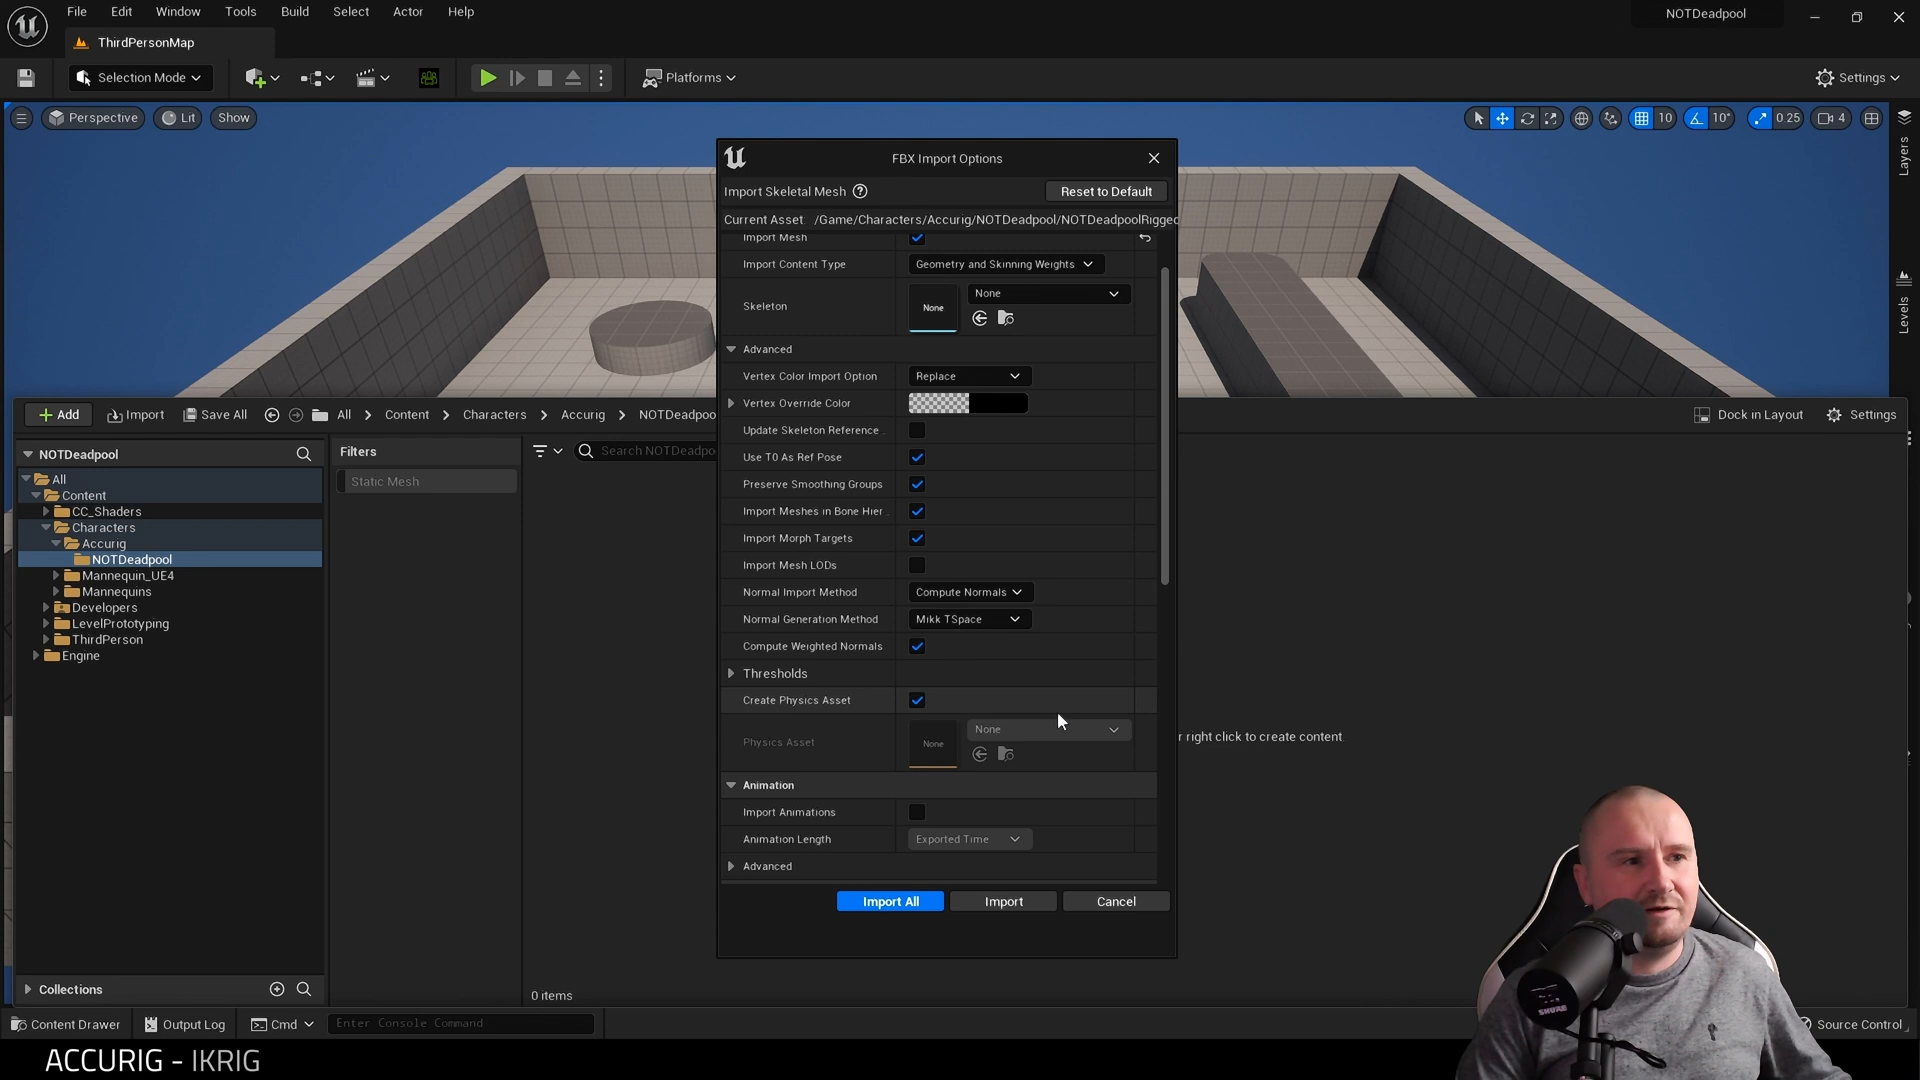 File Edit Window Tools Build Select Actor Help
NOTDeadpool
ThirdPersonMap
Selection Mode
Platforms
Settings
Perspective
Lit
Show
10
10°
0.25
4
Layers
Levels
FBX Import Options
Import Skeletal Mesh
Reset to Default
Current Asset: /Game/Characters/Accurig/NOTDeadpool/NOTDeadpoolRigged
Import Mesh
Import Content Type
Geometry and Skinning Weights
Skeleton
None
None
Advanced
Vertex Color Import Option
Replace
Vertex Override Color
Update Skeleton Reference
Use T0 As Ref Pose
Preserve Smoothing Groups
Import Meshes in Bone Hier
Import Morph Targets
Import Mesh LODs
Normal Import Method
Compute Normals
Normal Generation Method
Mikk TSpace
Compute Weighted Normals
Thresholds
Create Physics Asset
Physics Asset
None
None
Animation
Import Animations
Animation Length
Exported Time
Advanced
Import All
Import
Cancel
Add
Import
Save All
All
Content
Characters
Accurig
NOTDeadpoo
Dock in Layout
Settings
NOTDeadpool
All
Content
CC_Shaders
Characters
Accurig
NOTDeadpool
Mannequin_UE4
Mannequins
Developers
LevelPrototyping
ThirdPerson
Engine
Filters
Static Mesh
Search NOTDeadpo
r right click to create content
Collections
0 items
Content Drawer
Output Log
Cmd
Enter Console Command
Source Control
SHURE
ACCURIG - IKRIG